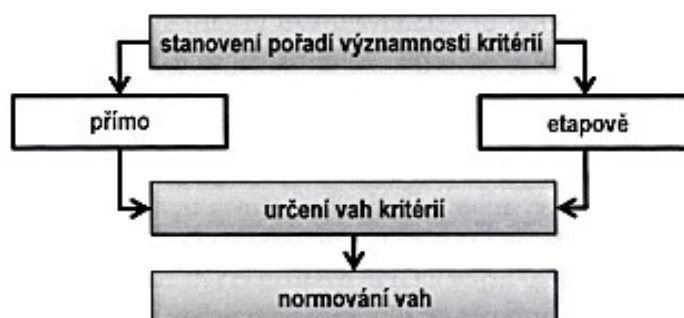 stanovení pořadí významnosti kritérií
přímo
etapově
určení vah kritérií
normování vah